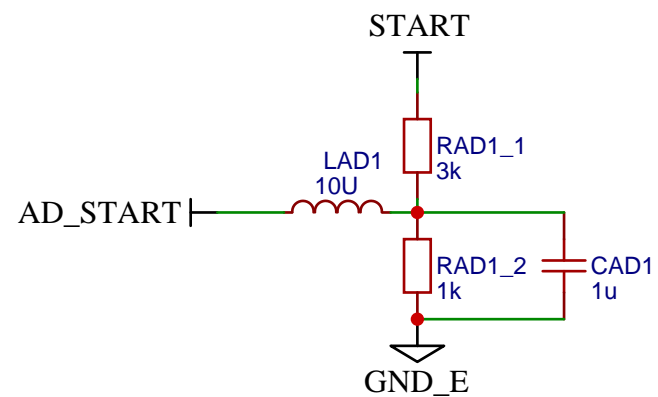 START
RAD1_1
3k
LAD1
10U
AD_START
RAD1_2
1k
CAD1
1u
GND_E